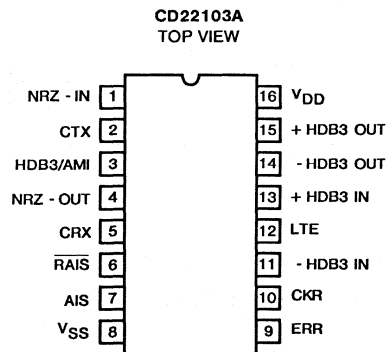 CD22103A
TOP VIEW
NRZ - IN 1 16 VDD
CTX 2 15 + HDB3 OUT
HDB3/AMI 3 14 - HDB3 OUT
NRZ - OUT 4 13 + HDB3 IN
CRX 5 12 LTE
RAIS 6 11 - HDB3 IN
AIS 7 10 CKR
VSS 8 9 ERR